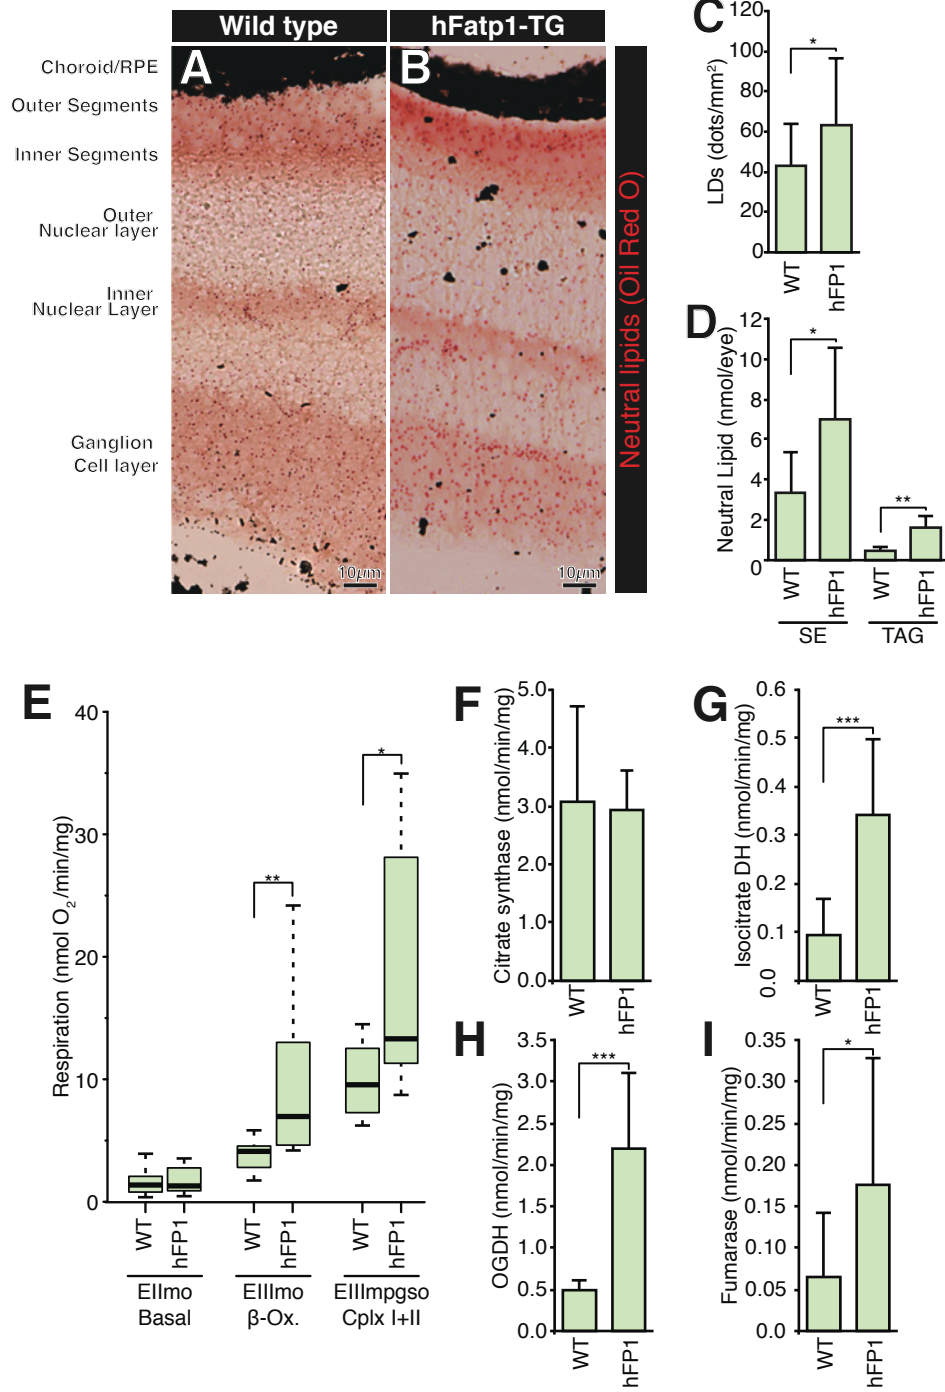 Wild type
hFatp1-TG
A
B
Choroid/RPE
Outer Segments
Inner Segments
Outer
Nuclear layer
Inner
Nuclear Layer
Ganglion
Cell layer
10µm
10µm
Neutral lipids (Oil Red O)
C
LDs (dots/mm²)
120
100
80
60
40
20
0
*
WT
hFP1
D
Neutral Lipid (nmol/eye)
12
10
8
6
4
2
0
*
**
WT
hFP1
WT
hFP1
SE
TAG
E
Respiration (nmol O₂/min/mg)
40
30
20
10
0
**
*
WT
hFP1
WT
hFP1
WT
hFP1
EIImo
Basal
EIIImo
β-Ox.
EIIImpgso
Cplx I+II
F
Citrate synthase (nmol/min/mg)
5.0
4.0
3.0
2.0
1.0
0.0
WT
hFP1
G
Isocitrate DH (nmol/min/mg)
0.6
0.5
0.4
0.3
0.2
0.1
0.0
***
WT
hFP1
H
OGDH (nmol/min/mg)
3.5
3.0
2.5
2.0
1.5
1.0
0.5
0.0
***
WT
hFP1
I
Fumarase (nmol/min/mg)
0.35
0.30
0.25
0.20
0.15
0.10
0.05
0.0
*
WT
hFP1